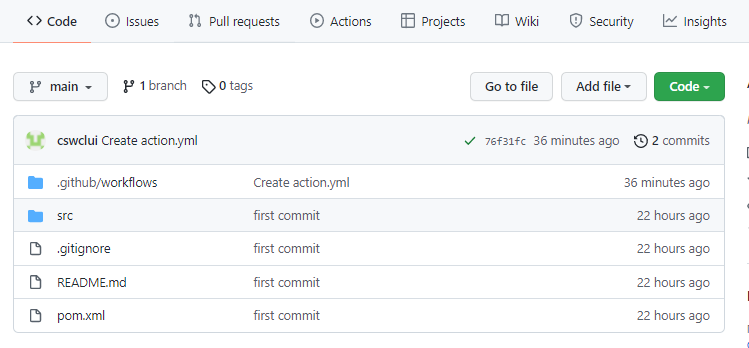 Code Issues Pull requests Actions Projects Wiki Security Insights
main 1 branch 0 tags Go to file Add file Code
cswclui Create action.yml 76f31fc 36 minutes ago 2 commits
.github/workflows Create action.yml 36 minutes ago
src first commit 22 hours ago
.gitignore first commit 22 hours ago
README.md first commit 22 hours ago
pom.xml first commit 22 hours ago